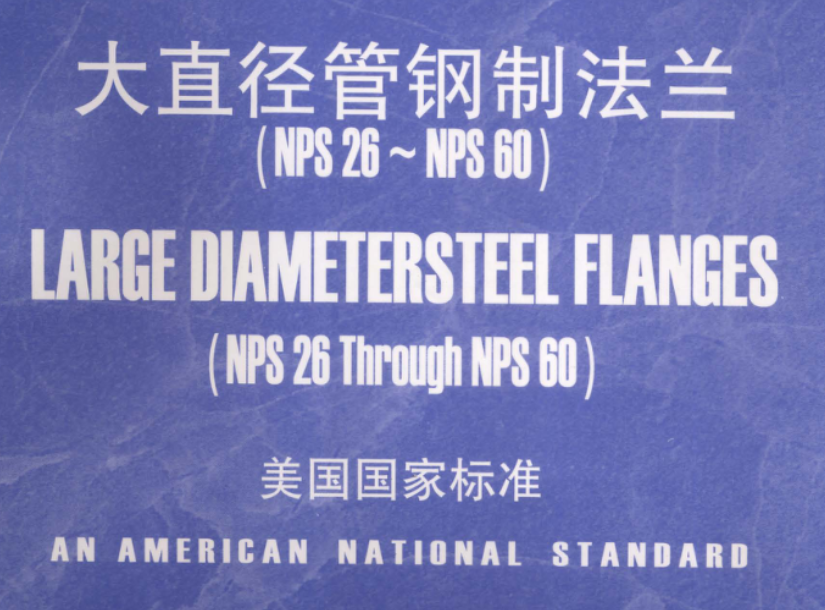 大直径管钢制法兰
(NPS 26 ~ NPS 60)
LARGE DIAMETERSTEEL FLANGES
(NPS 26 Through NPS 60)
美国国家标准
AN AMERICAN NATIONAL STANDARD